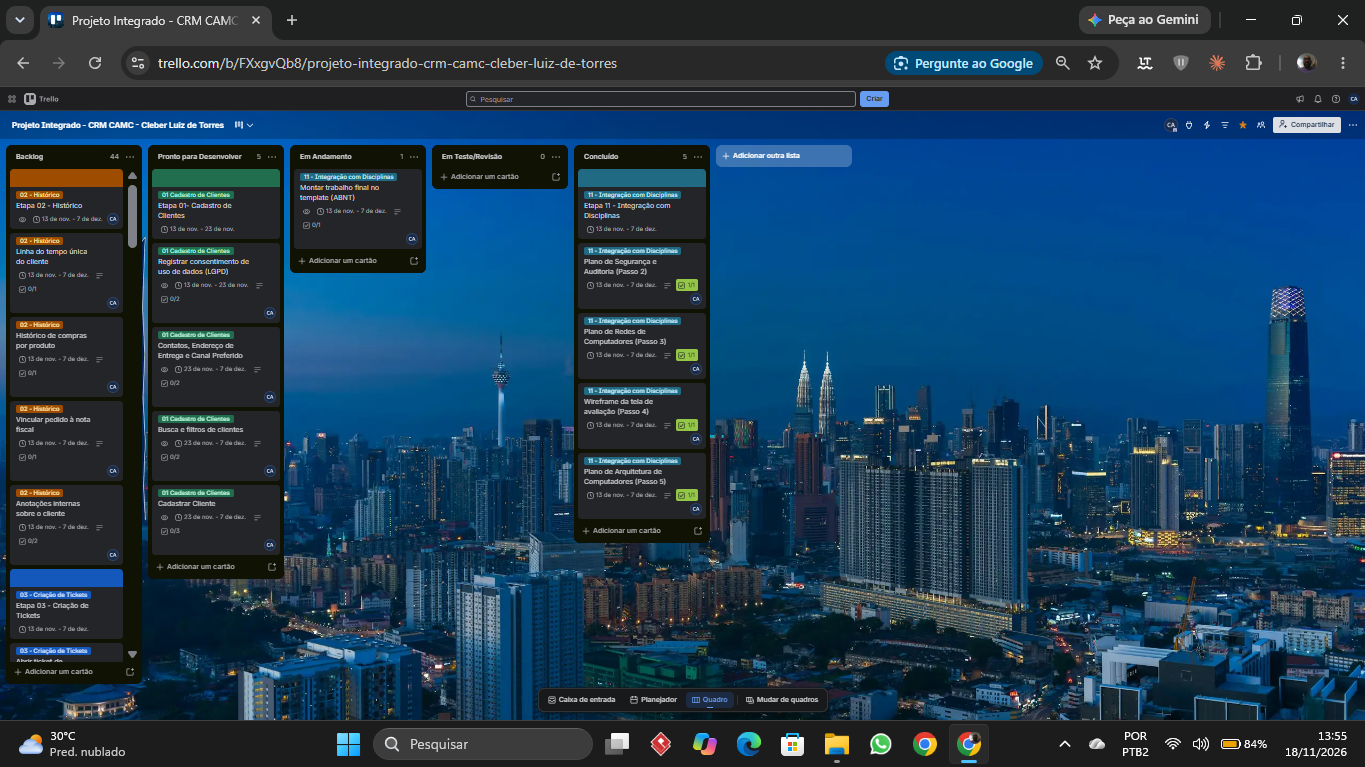 Projeto Integrado - CRM CAMC
Peça ao Gemini
trello.com/b/FXxgvQb8/projeto-integrado-crm-camc-cleber-luiz-de-torres
Pergunte ao Google
Trello
Pesquisar
Criar
CA
Projeto Integrado - CRM CAMC - Cleber Luiz de Torres
CA
Compartilhar
Backlog 44
02 - Histórico
Etapa 02 - Histórico
13 de nov. - 7 de dez.
CA
02 - Histórico
Linha do tempo única
do cliente
13 de nov. - 7 de dez.
0/1
CA
02 - Histórico
Histórico de compras
por produto
13 de nov. - 7 de dez.
0/1
CA
02 - Histórico
Vincular pedido à nota
fiscal
13 de nov. - 7 de dez.
0/1
CA
02 - Histórico
Anotações internas
sobre o cliente
13 de nov. - 7 de dez.
0/2
CA
03 - Criação de Tickets
Etapa 03 - Criação de
Tickets
13 de nov. - 7 de dez.
03 - Criação de Tickets
Abrir ticket de
Adicionar um cartão
Pronto para Desenvolver 5
01 Cadastro de Clientes
Etapa 01- Cadastro de
Clientes
13 de nov. - 23 de nov.
01 Cadastro de Clientes
Registrar consentimento de
uso de dados (LGPD)
13 de nov. - 23 de nov.
0/2
CA
01 Cadastro de Clientes
Contatos, Endereço de
Entrega e Canal Preferido
23 de nov. - 7 de dez.
0/2
CA
01 Cadastro de Clientes
Busca e filtros de clientes
23 de nov. - 7 de dez.
0/2
CA
01 Cadastro de Clientes
Cadastrar Cliente
23 de nov. - 7 de dez.
0/3
CA
Adicionar um cartão
Em Andamento 1
11 - Integração com Disciplinas
Montar trabalho final no
template (ABNT)
13 de nov. - 7 de dez.
0/1
CA
Adicionar um cartão
Em Teste/Revisão 0
Adicionar um cartão
Concluído 5
11 - Integração com Disciplinas
Etapa 11 - Integração com
Disciplinas
13 de nov. - 7 de dez.
11 - Integração com Disciplinas
Plano de Segurança e
Auditoria (Passo 2)
13 de nov. - 7 de dez. 1/1
CA
11 - Integração com Disciplinas
Plano de Redes de
Computadores (Passo 3)
13 de nov. - 7 de dez. 1/1
CA
11 - Integração com Disciplinas
Wireframe da tela de
avaliação (Passo 4)
13 de nov. - 7 de dez. 1/1
CA
11 - Integração com Disciplinas
Plano de Arquitetura de
Computadores (Passo 5)
13 de nov. - 7 de dez. 1/1
CA
Adicionar um cartão
Adicionar outra lista
Caixa de entrada Planejador Quadro Mudar de quadros
30°C
Pred. nublado
Pesquisar
POR
PTB2
84%
13:55
18/11/2026